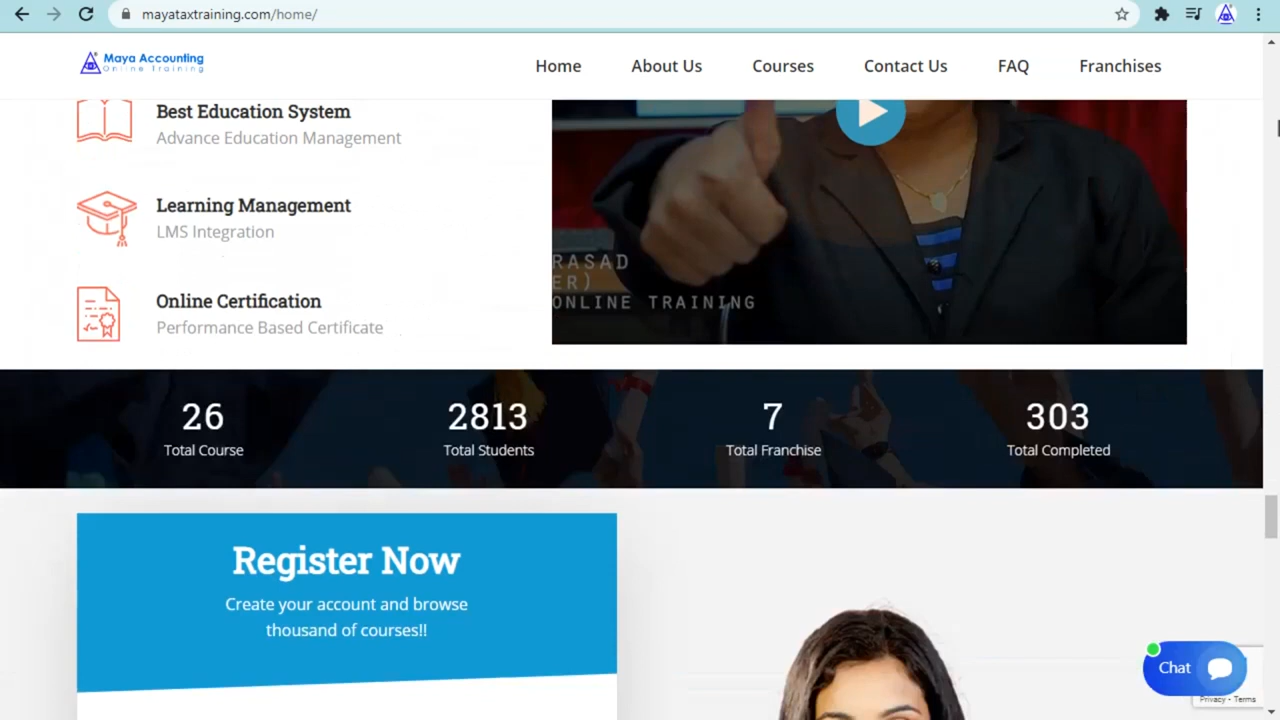 mayataxtraining.com/home/
Maya Accounting
Online Training
Home
About Us
Courses
Contact Us
FAQ
Franchises
Best Education System
Advance Education Management
Learning Management
LMS Integration
Online Certification
Performance Based Certificate
RASAD
ER)
ONLINE TRAINING
26
Total Course
2813
Total Students
7
Total Franchise
303
Total Completed
Register Now
Create your account and browse
thousand of courses!!
Chat
Privacy - Terms